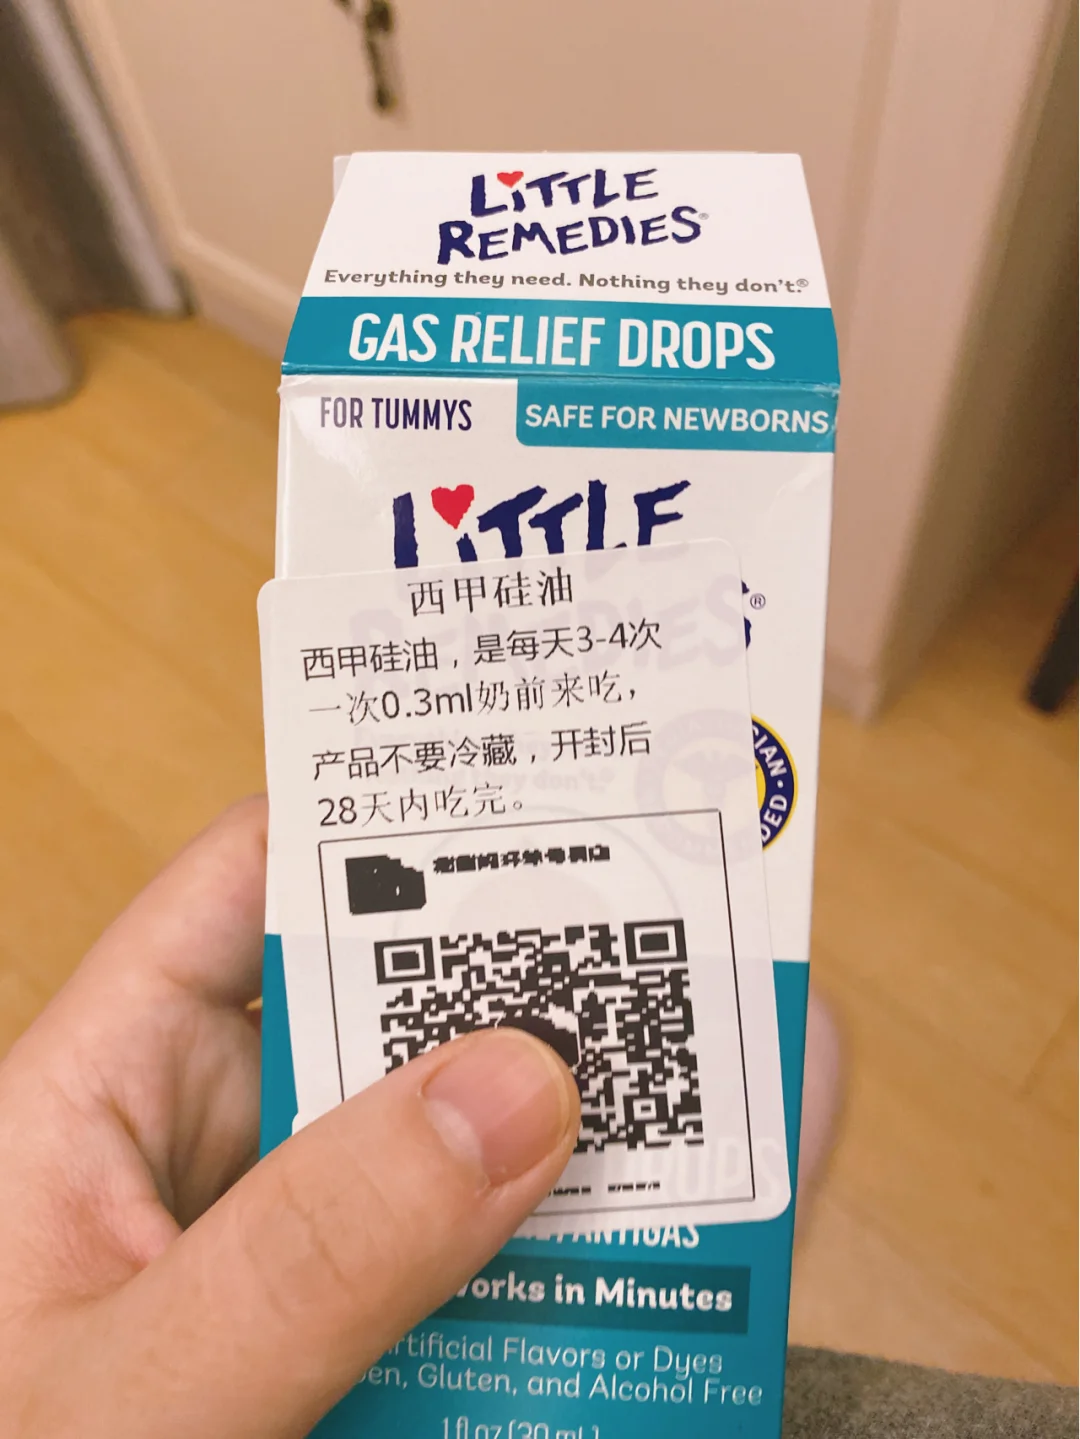 LiTTLE
REMEDIES®
Everything they need. Nothing they don't.®
GAS RELIEF DROPS
FOR TUMMYS
SAFE FOR NEWBORNS
LiTTLE
®
西甲硅油
西甲硅油，是每天3-4次
一次0.3ml奶前来吃，
产品不要冷藏，开封后
28天内吃完。
DROPS
ANTIGAS
Works in Minutes
Artificial Flavors or Dyes
Gluten, and Alcohol Free
1 fl oz (30 mL)